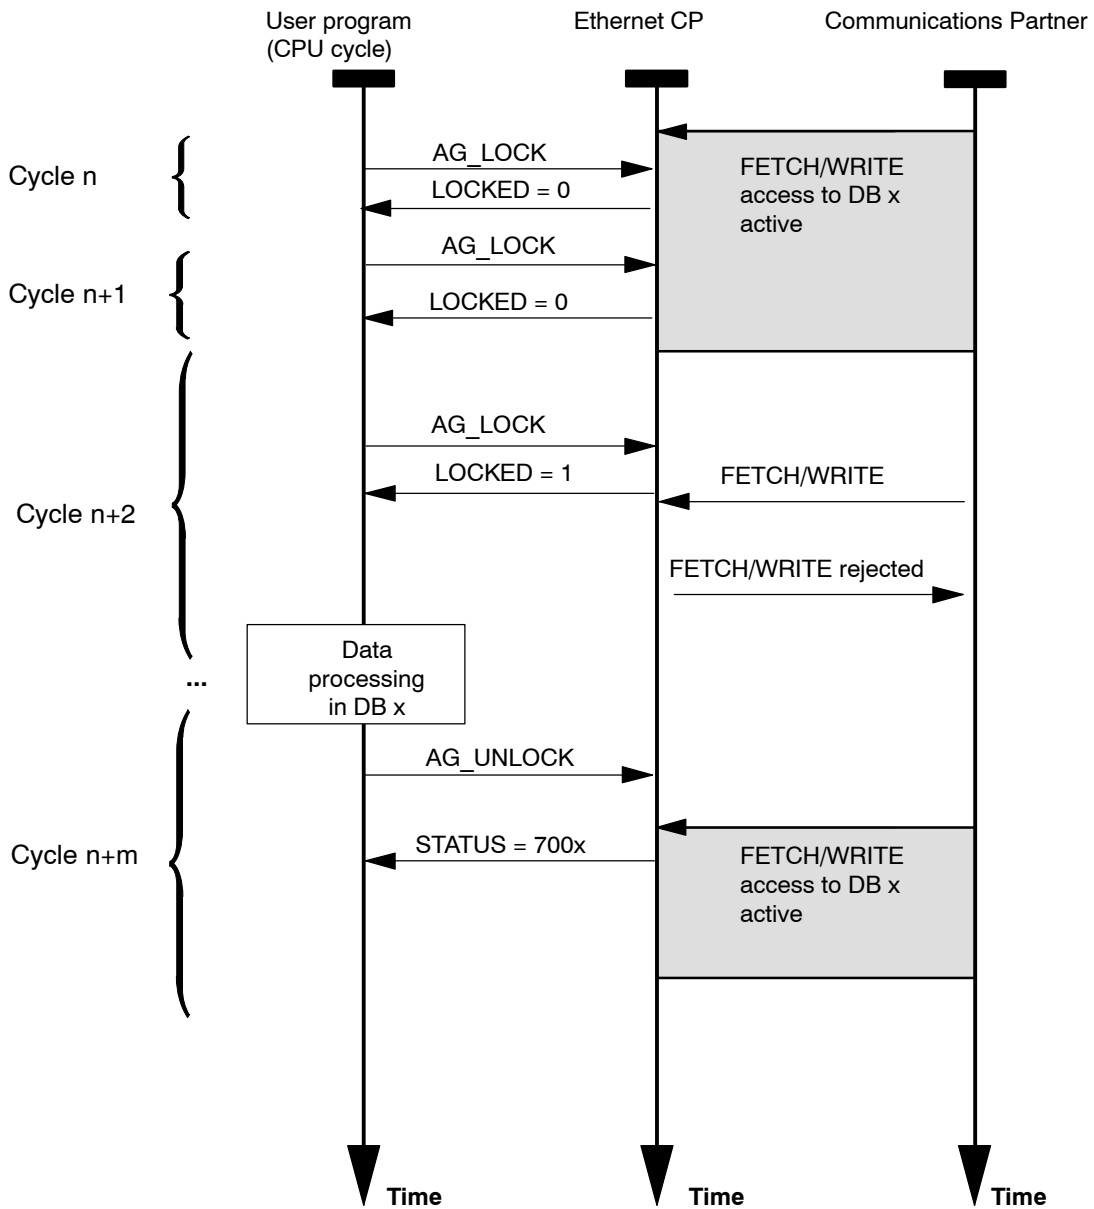 User program
(CPU cycle)
Ethernet CP
Communications Partner
Cycle n
AG_LOCK
LOCKED = 0
FETCH/WRITE
access to DB x
active
Cycle n+1
AG_LOCK
LOCKED = 0
Cycle n+2
AG_LOCK
LOCKED = 1
FETCH/WRITE
FETCH/WRITE rejected
...
Data
processing
in DB x
Cycle n+m
AG_UNLOCK
STATUS = 700x
FETCH/WRITE
access to DB x
active
Time
Time
Time